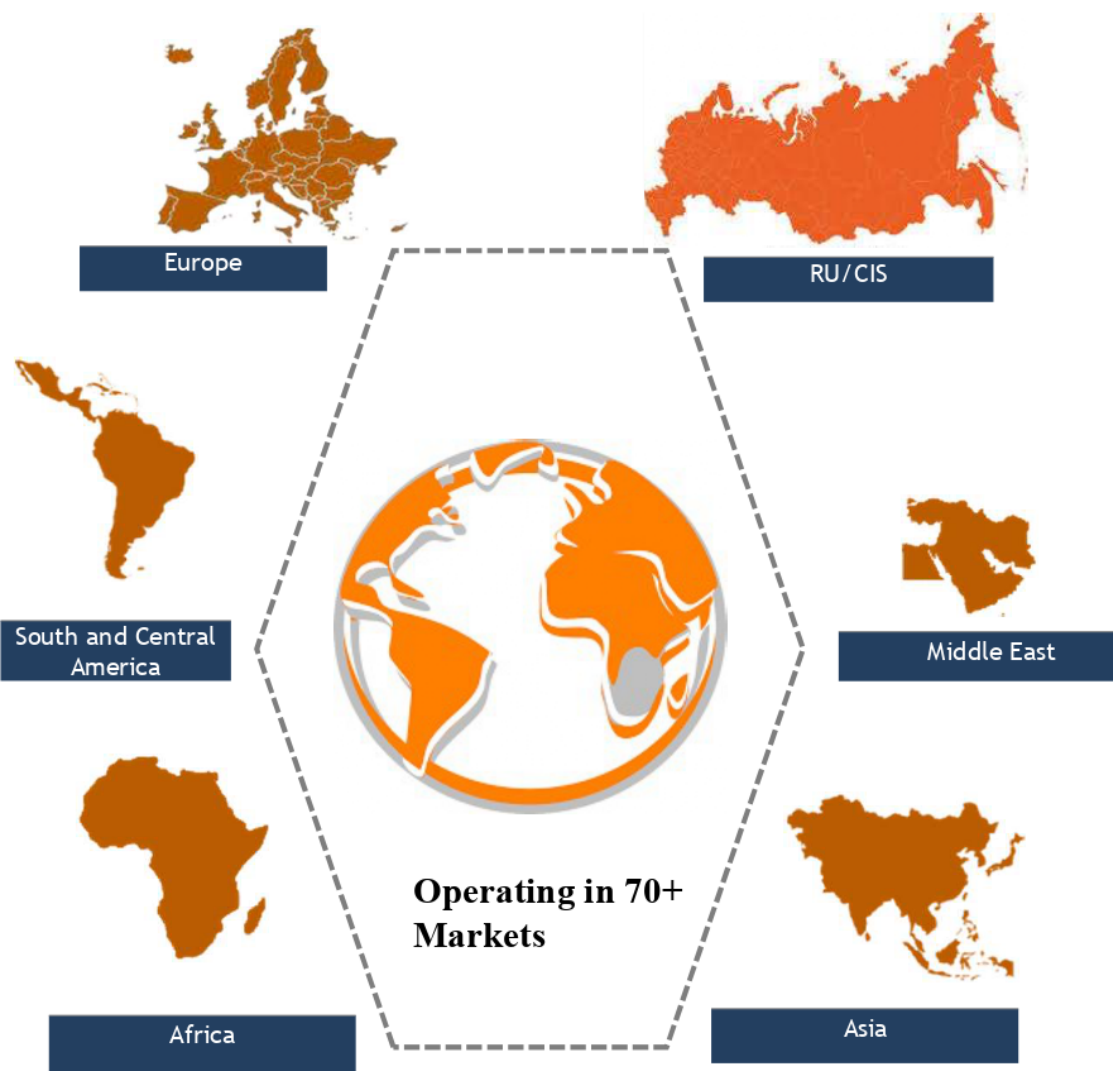 Europe
RU/CIS
South and Central
America
Middle East
Operating in 70+
Markets
Africa
Asia